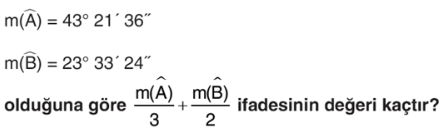 m(Â) = 43° 21´ 36˝
m(B̂) = 23° 33´ 24˝
olduğuna göre m(Â)/3 + m(B̂)/2 ifadesinin değeri kaçtır?